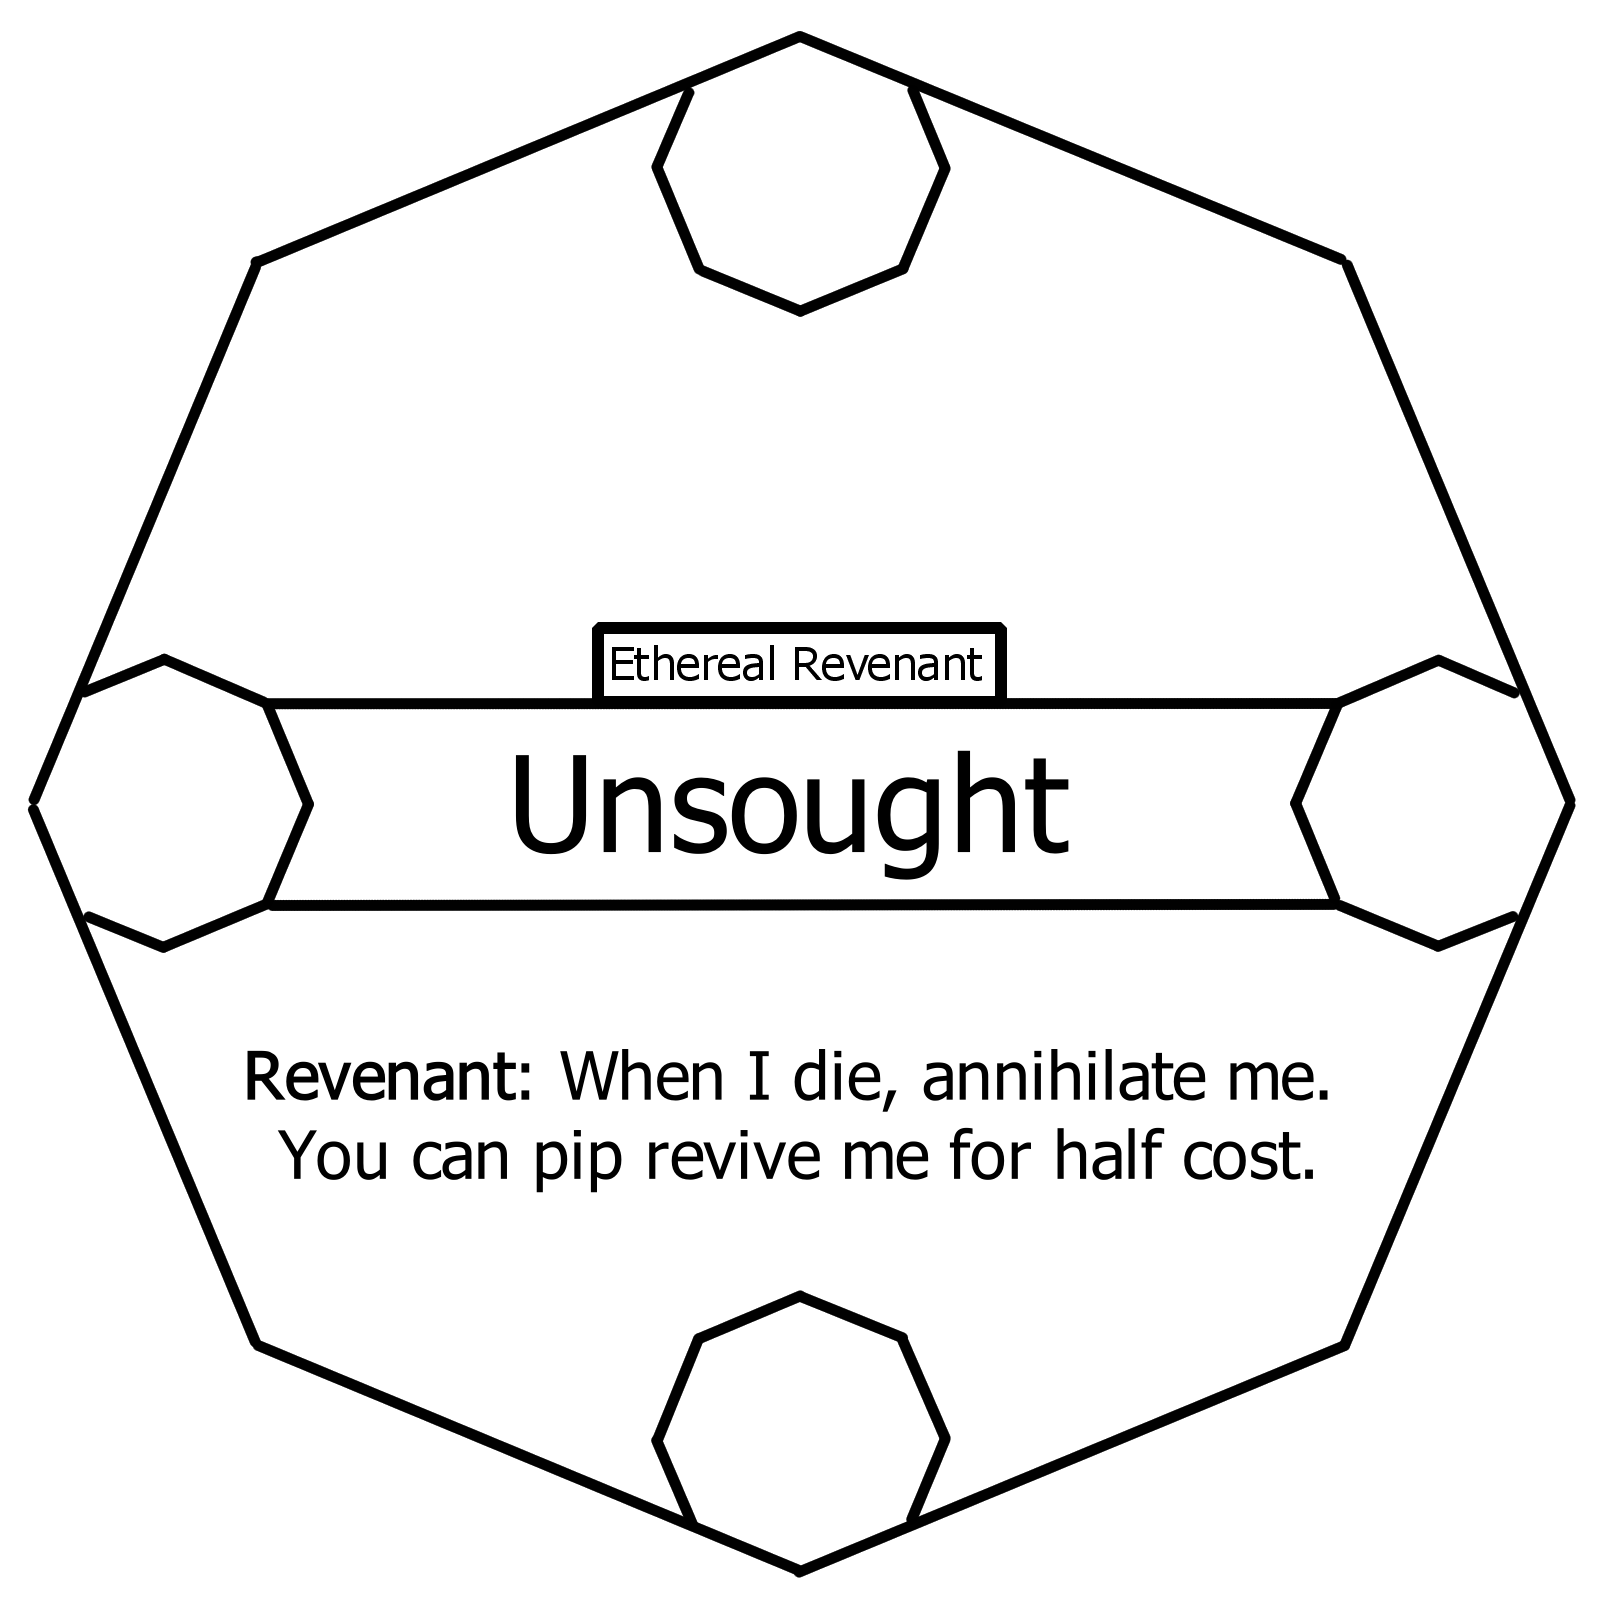 Ethereal Revenant
Unsought
Revenant: When I die, annihilate me.
You can pip revive me for half cost.